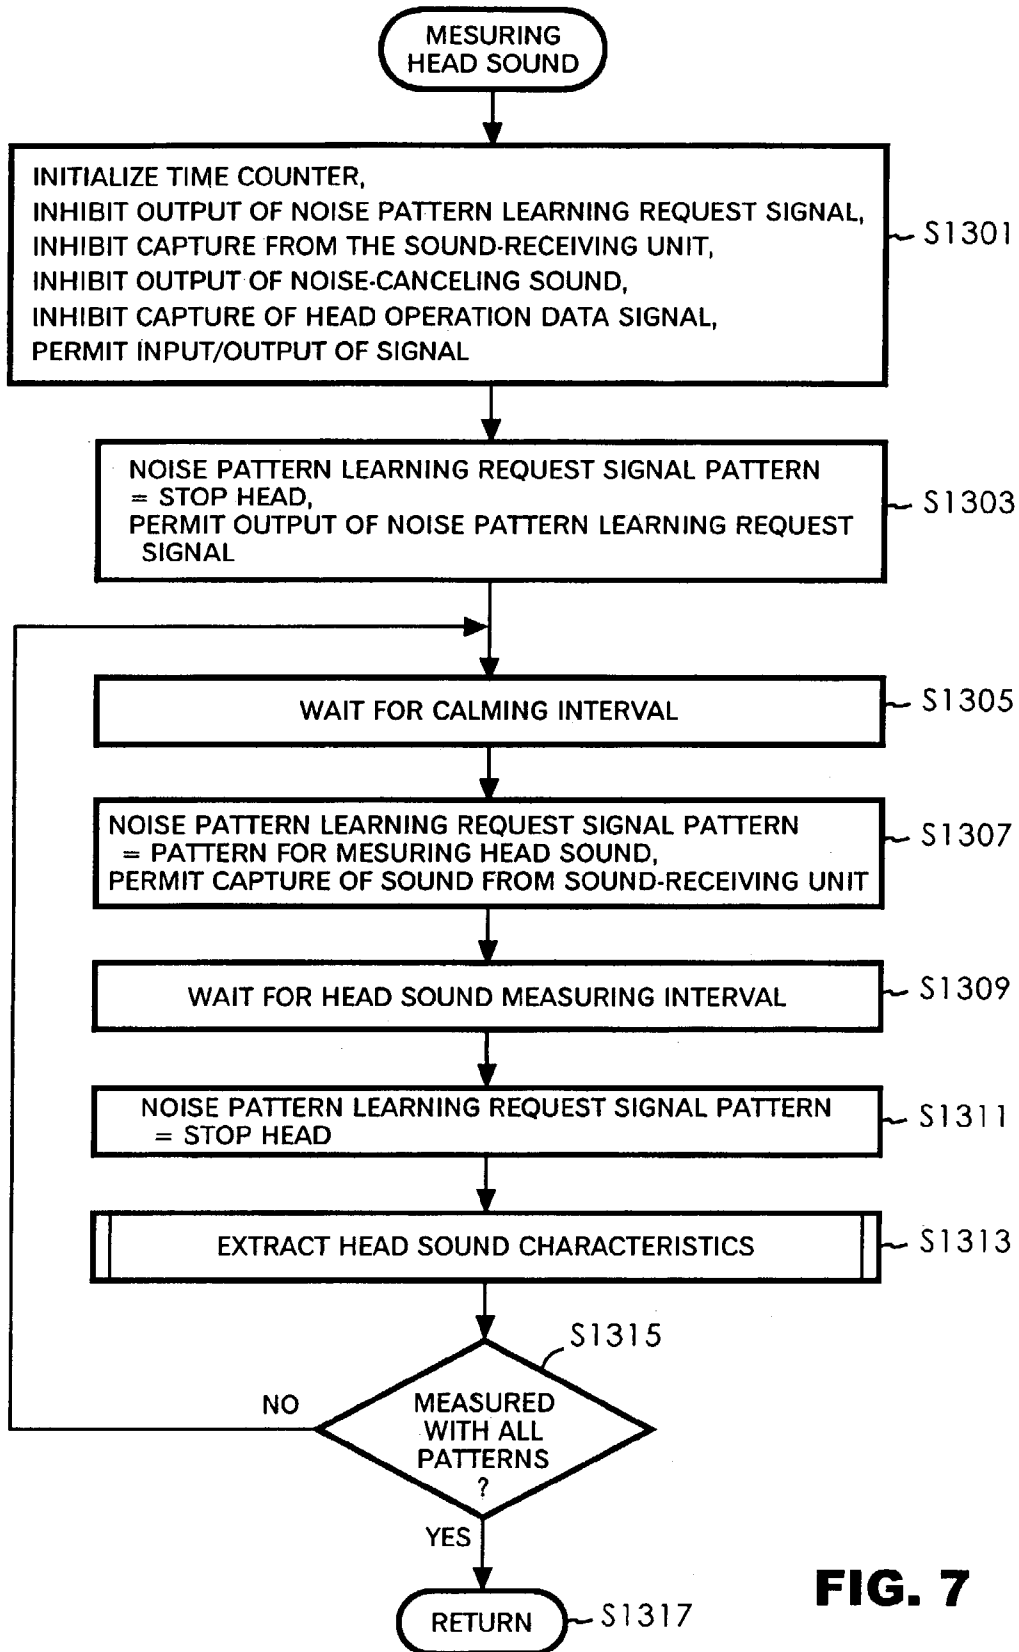 MESURING
HEAD SOUND
INITIALIZE TIME COUNTER,
INHIBIT OUTPUT OF NOISE PATTERN LEARNING REQUEST SIGNAL,
INHIBIT CAPTURE FROM THE SOUND-RECEIVING UNIT,
INHIBIT OUTPUT OF NOISE-CANCELING SOUND,
INHIBIT CAPTURE OF HEAD OPERATION DATA SIGNAL,
PERMIT INPUT/OUTPUT OF SIGNAL
S1301
NOISE PATTERN LEARNING REQUEST SIGNAL PATTERN
= STOP HEAD,
PERMIT OUTPUT OF NOISE PATTERN LEARNING REQUEST
SIGNAL
S1303
WAIT FOR CALMING INTERVAL
S1305
NOISE PATTERN LEARNING REQUEST SIGNAL PATTERN
= PATTERN FOR MESURING HEAD SOUND,
PERMIT CAPTURE OF SOUND FROM SOUND-RECEIVING UNIT
S1307
WAIT FOR HEAD SOUND MEASURING INTERVAL
S1309
NOISE PATTERN LEARNING REQUEST SIGNAL PATTERN
= STOP HEAD
S1311
EXTRACT HEAD SOUND CHARACTERISTICS
S1313
S1315
MEASURED
WITH ALL
PATTERNS
?
NO
YES
RETURN
S1317
FIG. 7